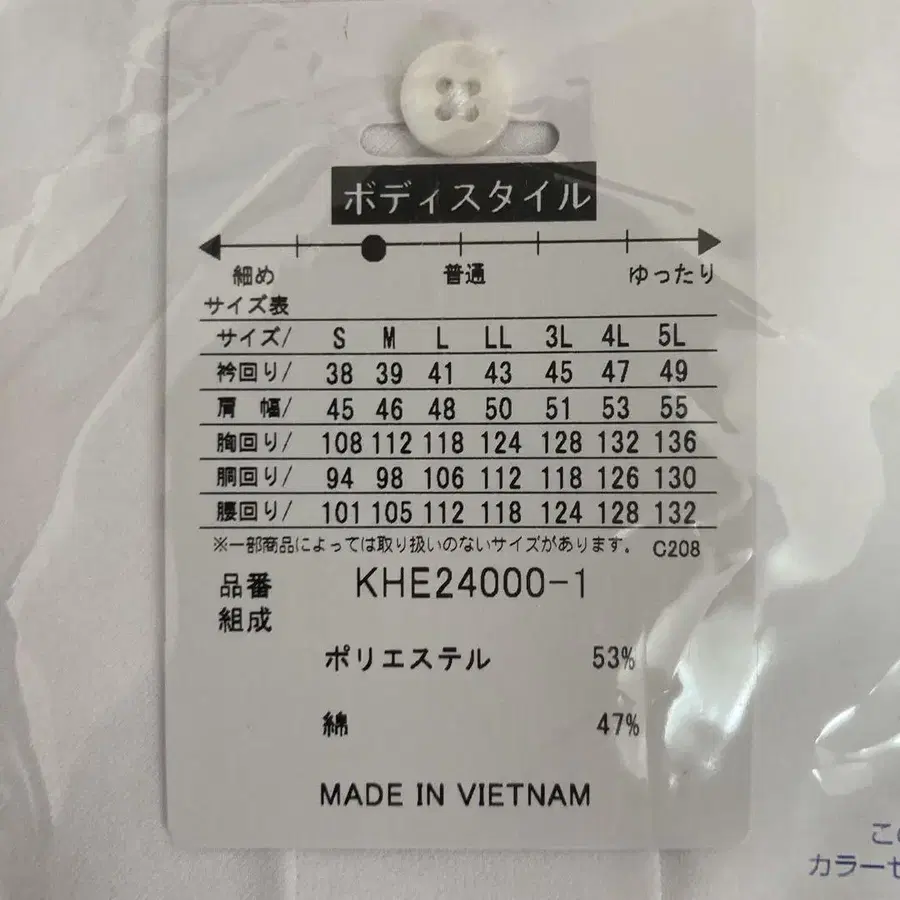 ボディスタイル
細め 普通 ゆったり
サイズ表
サイズ/ S M L LL 3L 4L 5L
衿回り/ 38 39 41 43 45 47 49
肩 幅/ 45 46 48 50 51 53 55
胸回り/ 108 112 118 124 128 132 136
胴回り/ 94 98 106 112 118 126 130
腰回り/ 101 105 112 118 124 128 132
※一部商品によっては取り扱いのないサイズがあります。 C208
品番 KHE24000-1
組成
ポリエステル 53%
綿 47%
MADE IN VIETNAM
この
カラーセ